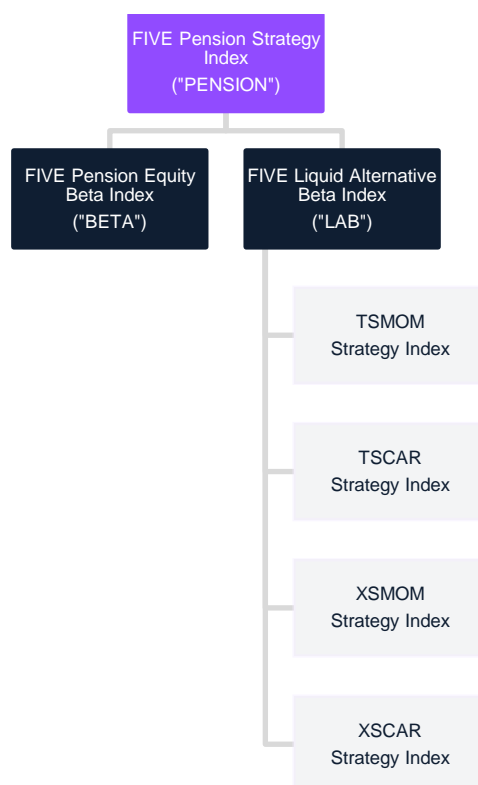 FIVE Pension Strategy
Index
("PENSION")
FIVE Pension Equity
Beta Index
("BETA")
FIVE Liquid Alternative
Beta Index
("LAB")
TSMOM
Strategy Index
TSCAR
Strategy Index
XSMOM
Strategy Index
XSCAR
Strategy Index